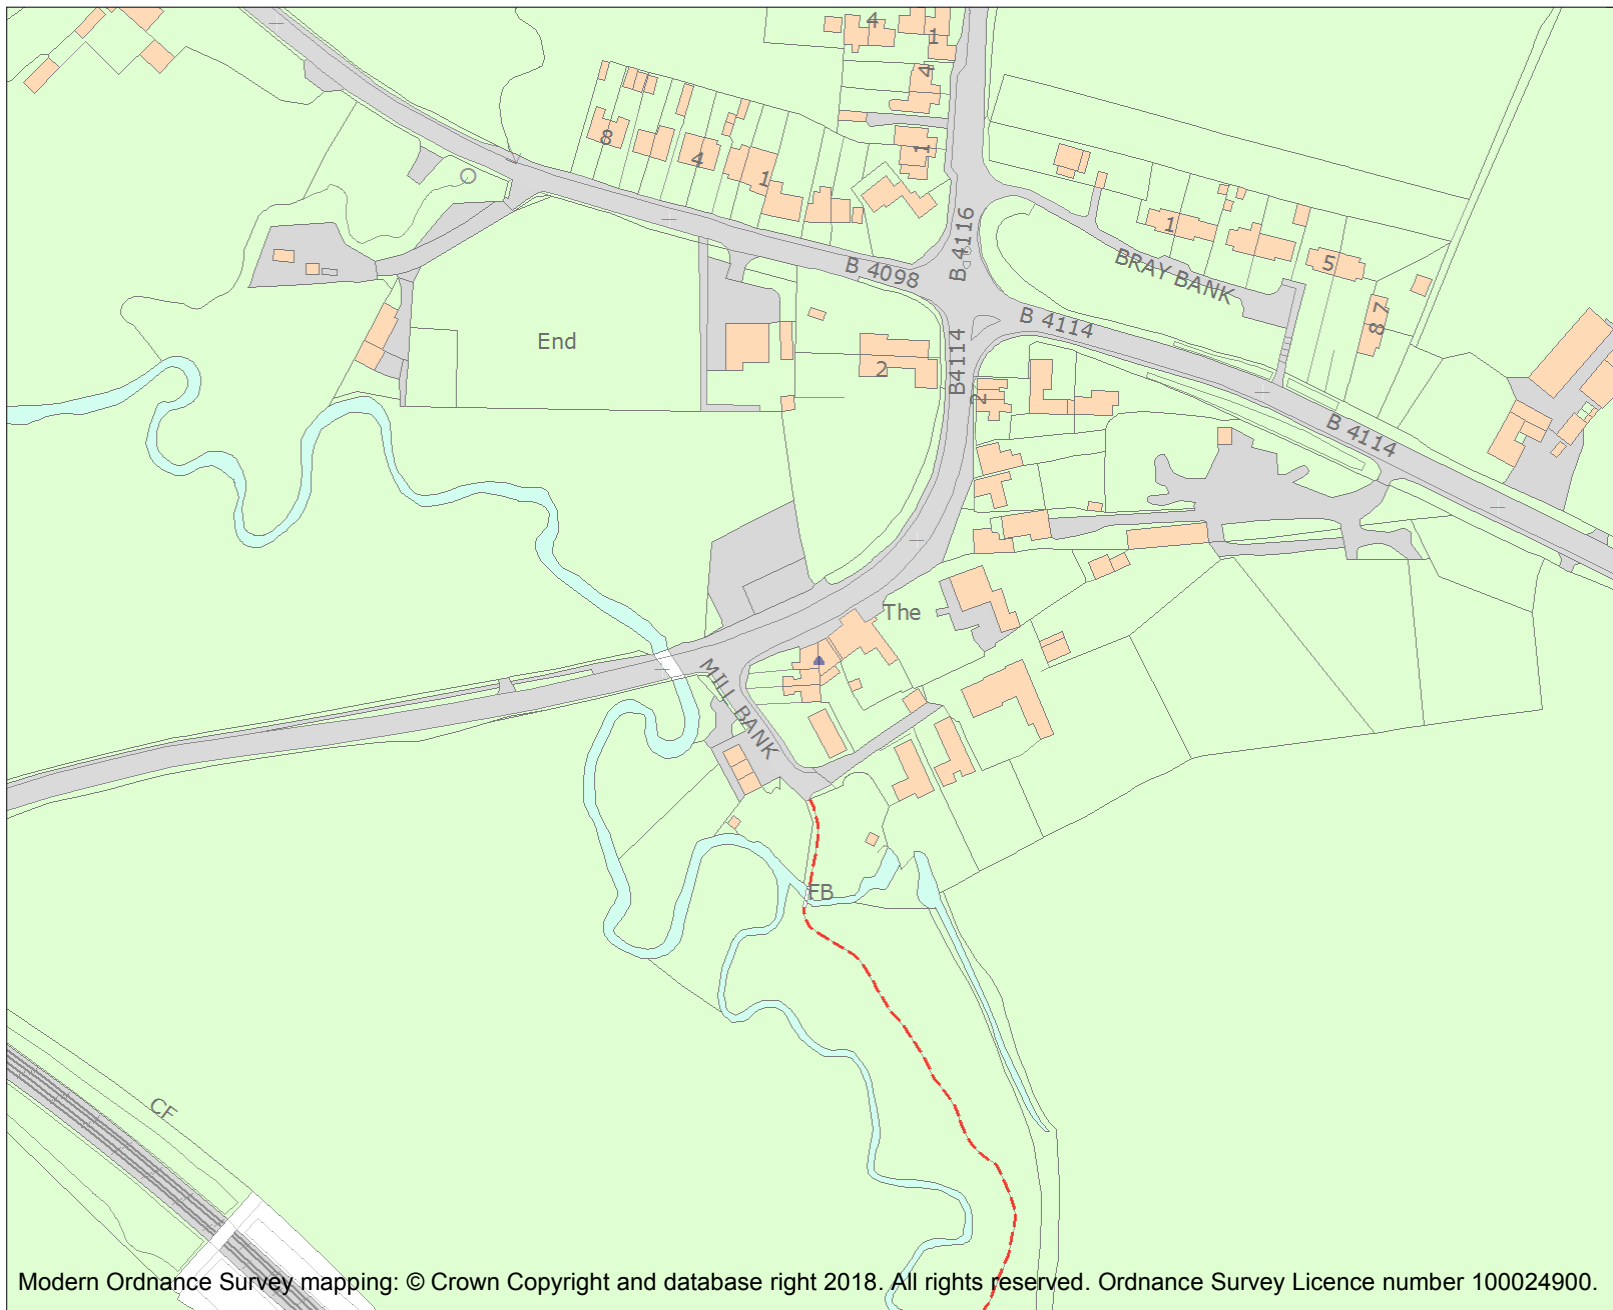 4
1
4
1
8
4
1
B 4116
B 4098
BRAY BANK
1
5
8 7
End
2
B4114
B 4114
2
B 4114
The
MILL BANK
FB
CF
Modern Ordnance Survey mapping: © Crown Copyright and database right 2018. All rights reserved. Ordnance Survey Licence number 100024900.